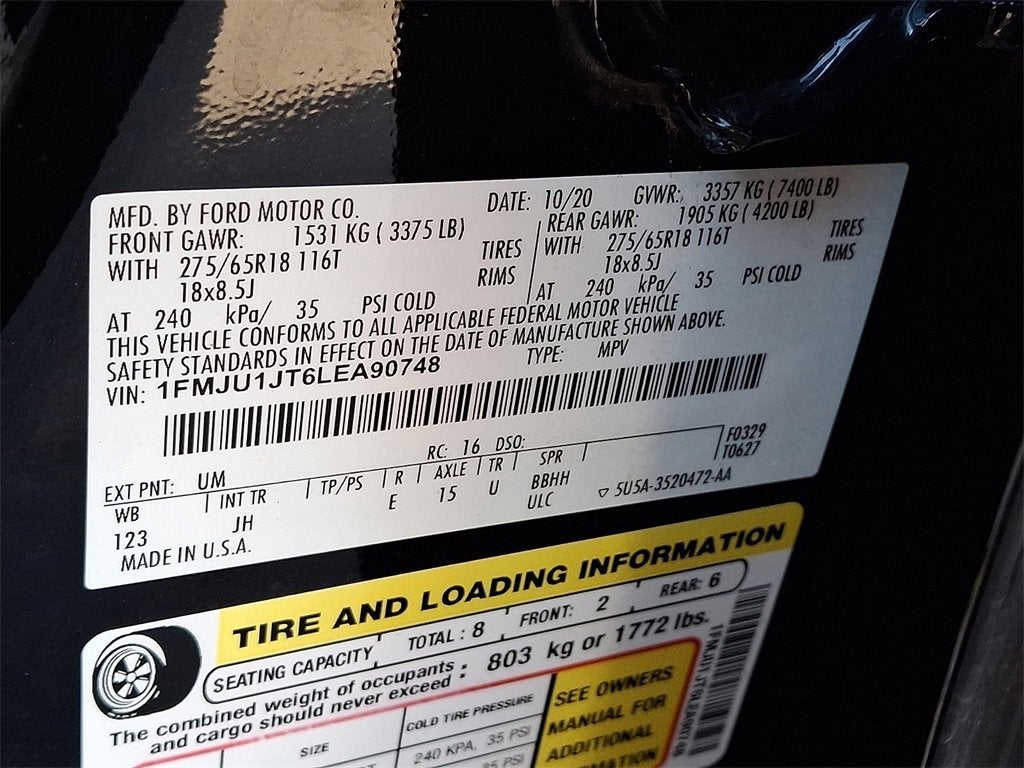 MFD. BY FORD MOTOR CO. DATE: 10/20 GVWR: 3357 KG ( 7400 LB)
FRONT GAWR: 1531 KG ( 3375 LB) REAR GAWR: 1905 KG ( 4200 LB)
WITH 275/65R18 116T TIRES WITH 275/65R18 116T TIRES
18x8.5J RIMS 18x8.5J RIMS
AT 240 kPa/ 35 PSI COLD AT 240 kPa/ 35 PSI COLD
THIS VEHICLE CONFORMS TO ALL APPLICABLE FEDERAL MOTOR VEHICLE
SAFETY STANDARDS IN EFFECT ON THE DATE OF MANUFACTURE SHOWN ABOVE.
VIN: 1FMJU1JT6LEA90748 TYPE: MPV
F0329
EXT PNT: UM RC: 16 DSO: T0627
WB INT TR TP/PS R AXLE TR SPR
123 JH E 15 U BBHH
ULC ▽ 5U5A-3520472-AA
MADE IN U.S.A.
TIRE AND LOADING INFORMATION
SEATING CAPACITY TOTAL : 8 FRONT: 2 REAR: 6
The combined weight of occupants
and cargo should never exceed : 803 kg or 1772 lbs.
SIZE COLD TIRE PRESSURE
240 KPA, 35 PSI
35 PSI
SEE OWNERS
MANUAL FOR
ADDITIONAL
1FMJU1JT6LEA90748